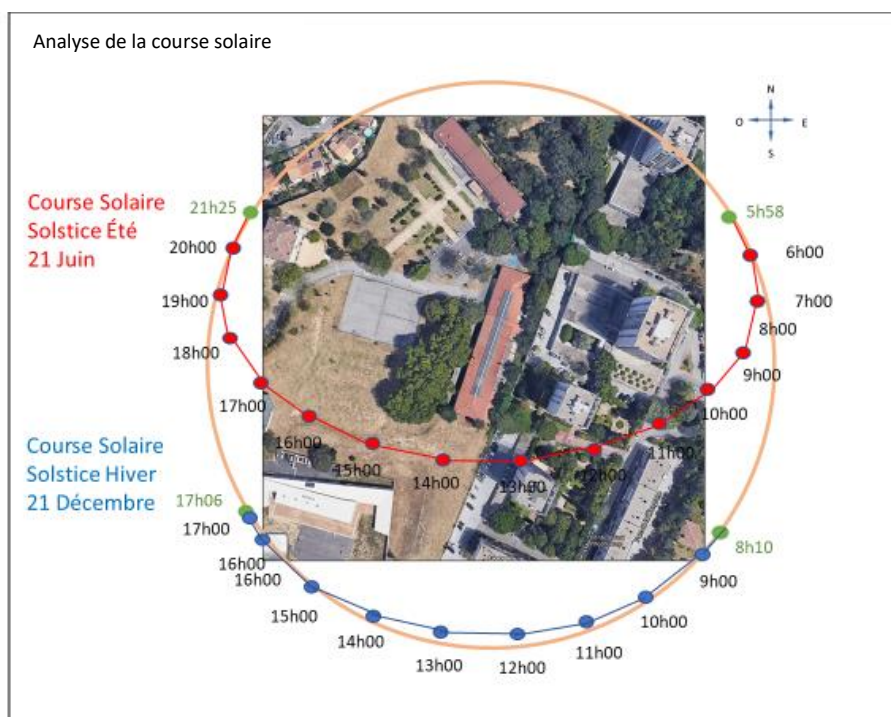 Analyse de la course solaire
N
O E
S
Course Solaire
Solstice Été
21 Juin
21h25
20h00
19h00
18h00
17h00
16h00
15h00
14h00
13h00
12h00
11h00
10h00
9h00
8h00
7h00
6h00
5h58
Course Solaire
Solstice Hiver
21 Décembre
17h06
17h00
16h00
16h00
15h00
14h00
13h00
12h00
11h00
10h00
9h00
8h10